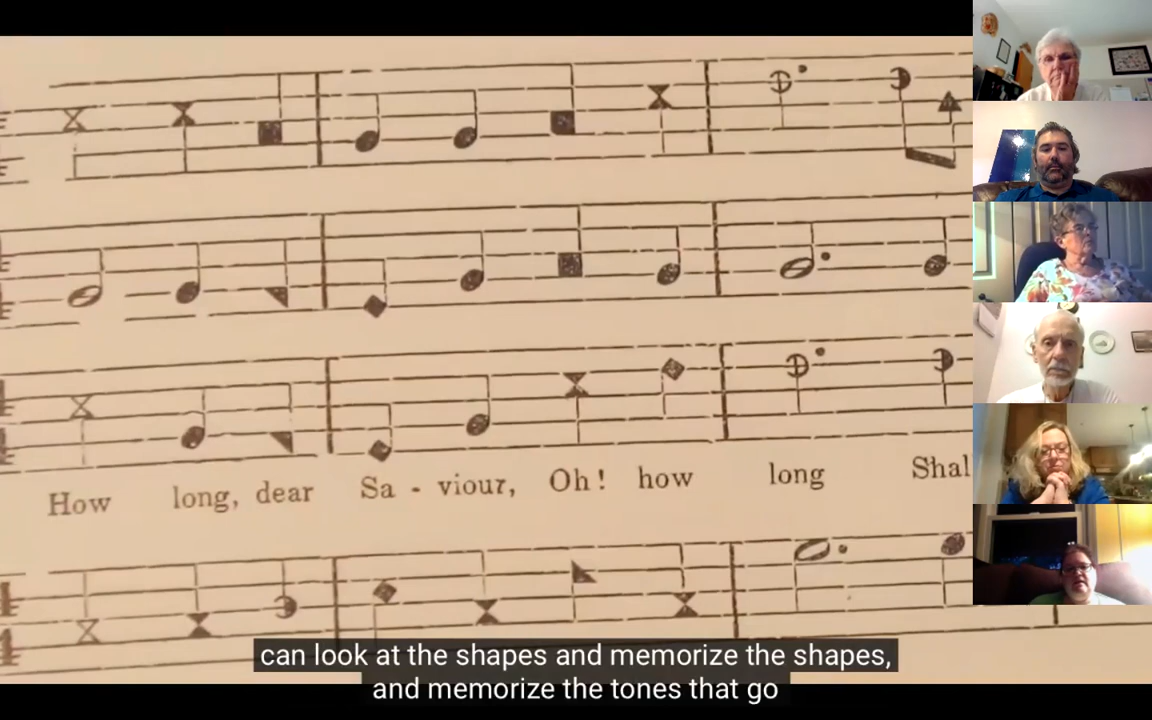 How long, dear Sa - viour, Oh! how long Shal
can look at the shapes and memorize the shapes,
and memorize the tones that go